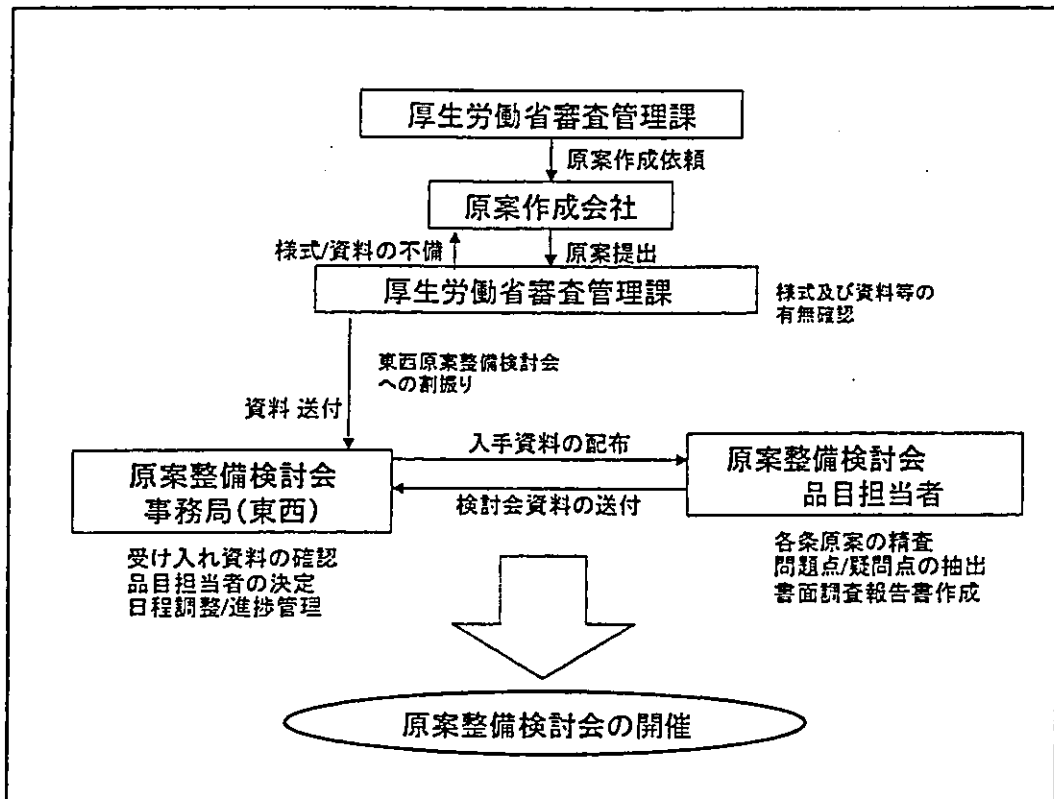 厚生労働省審査管理課
原案作成依頼
原案作成会社
様式/資料の不備
原案提出
厚生労働省審査管理課
様式及び資料等の
有無確認
東西原案整備検討会
への割振り
資料 送付
入手資料の配布
原案整備検討会
事務局(東西)
検討会資料の送付
原案整備検討会
品目担当者
受け入れ資料の確認
品目担当者の決定
日程調整/進捗管理
各条原案の精査
問題点/疑問点の抽出
書面調査報告書作成
原案整備検討会の開催